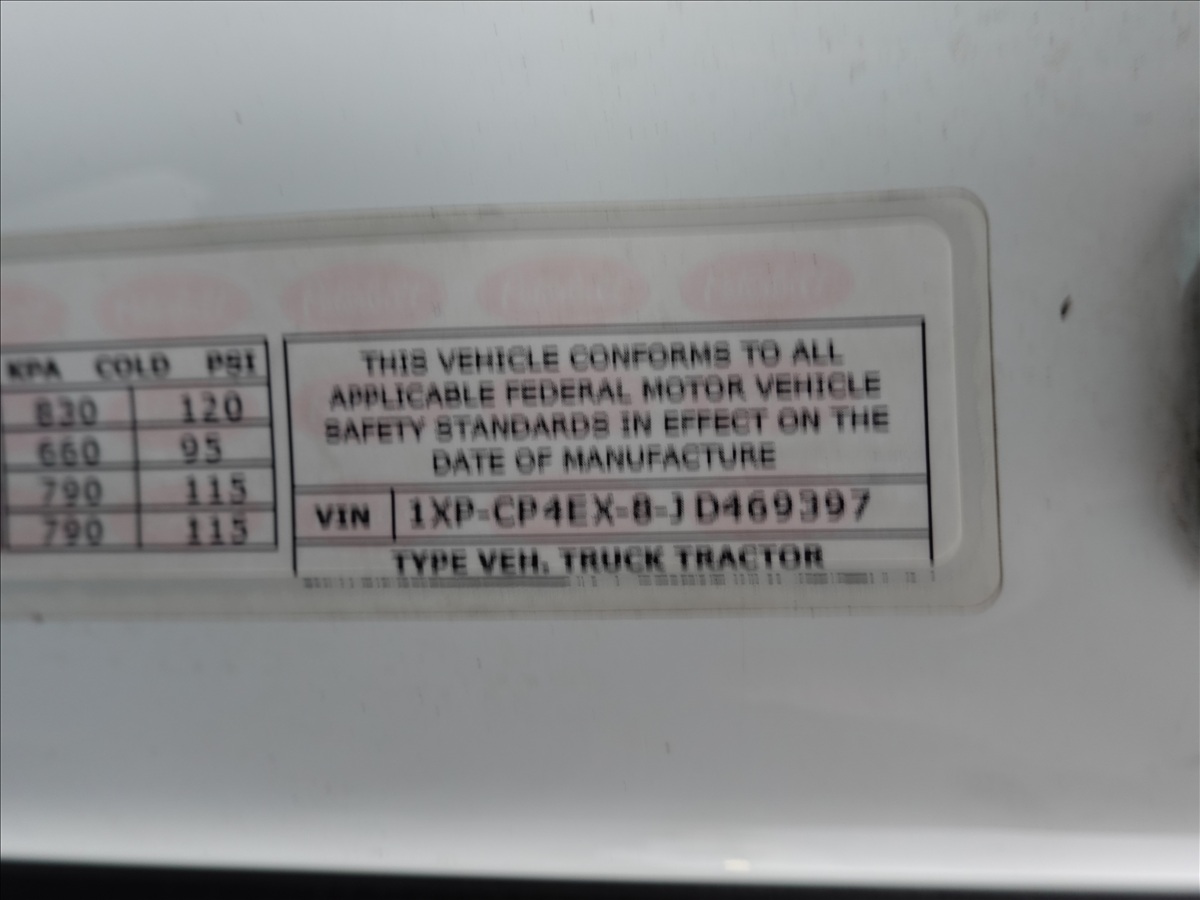 KPA COLD PSI
830 120
660 95
790 115
790 115
THIS VEHICLE CONFORMS TO ALL
APPLICABLE FEDERAL MOTOR VEHICLE
SAFETY STANDARDS IN EFFECT ON THE
DATE OF MANUFACTURE
VIN 1XP-CP4EX-8-JD469397
TYPE VEH. TRUCK TRACTOR